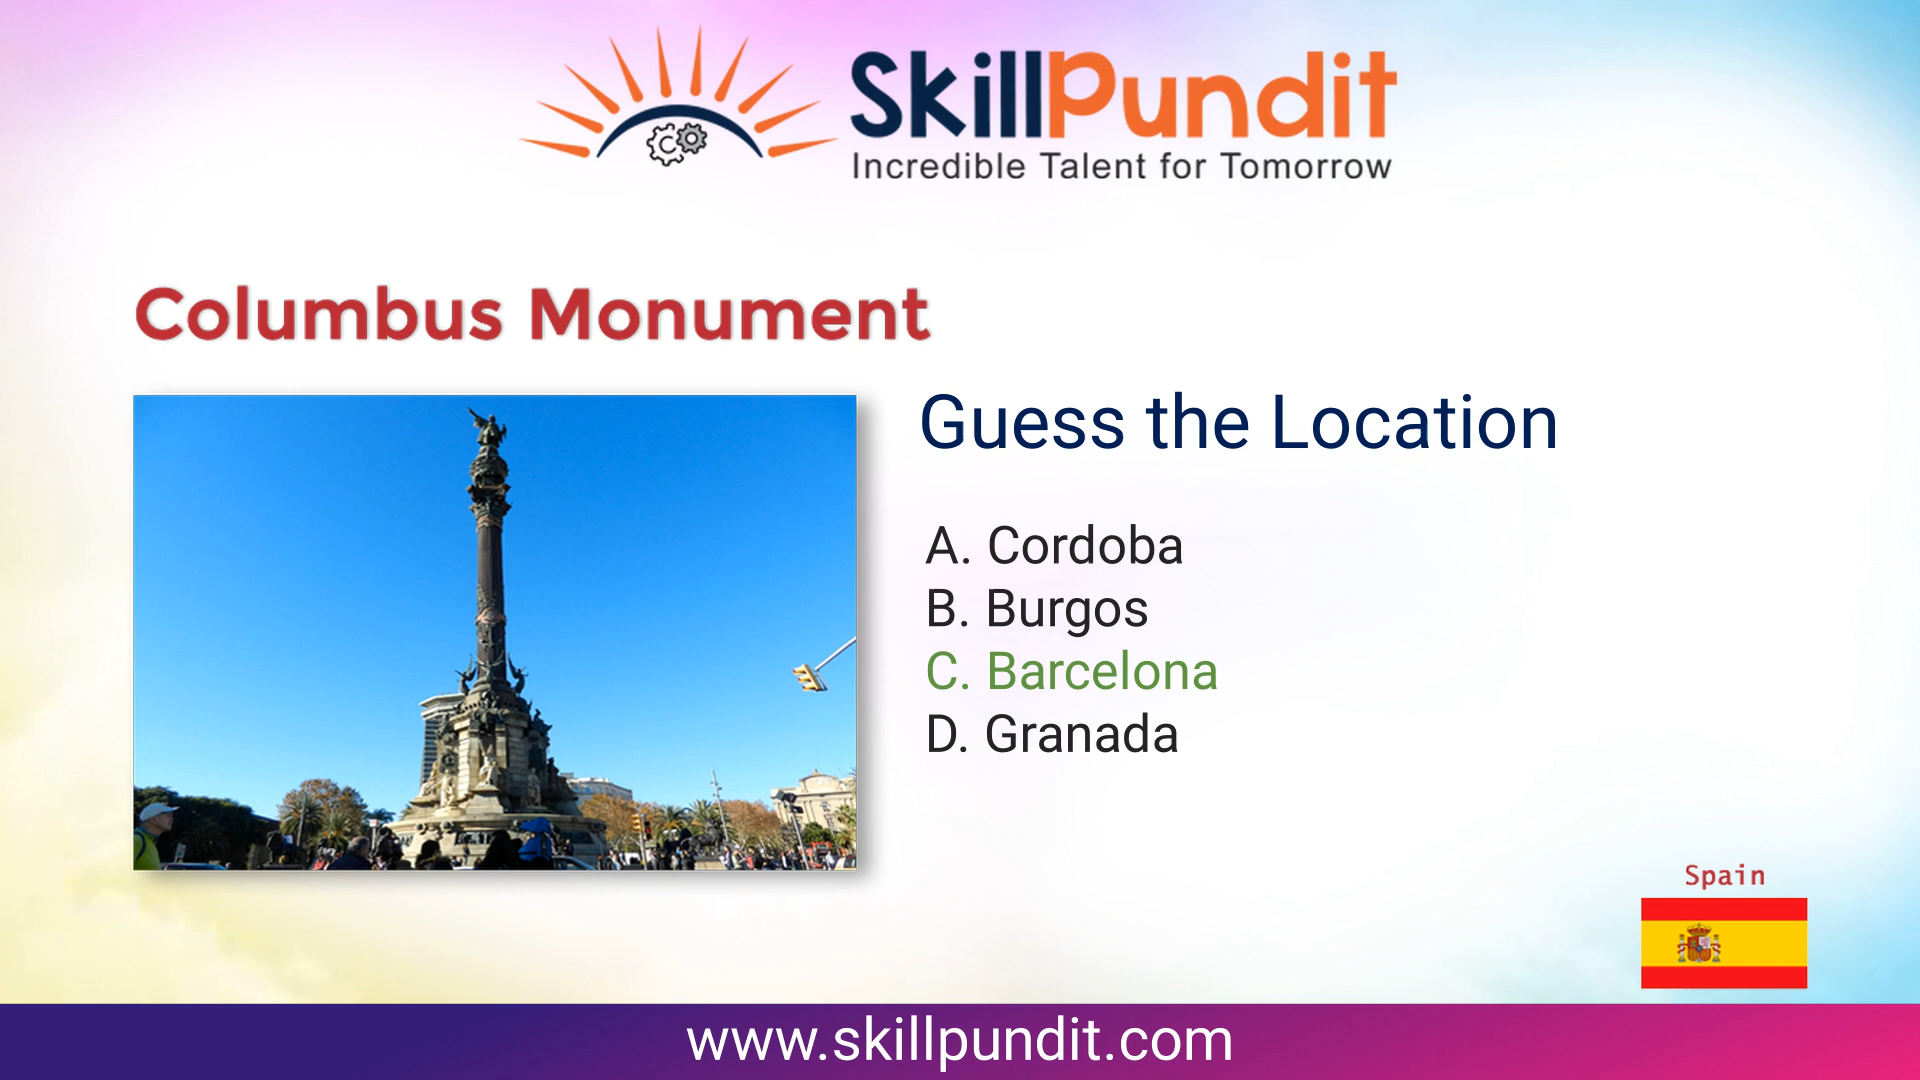 SkillPundit
Incredible Talent for Tomorrow
Columbus Monument
Guess the Location
A. Cordoba
B. Burgos
C. Barcelona
D. Granada
Spain
www.skillpundit.com